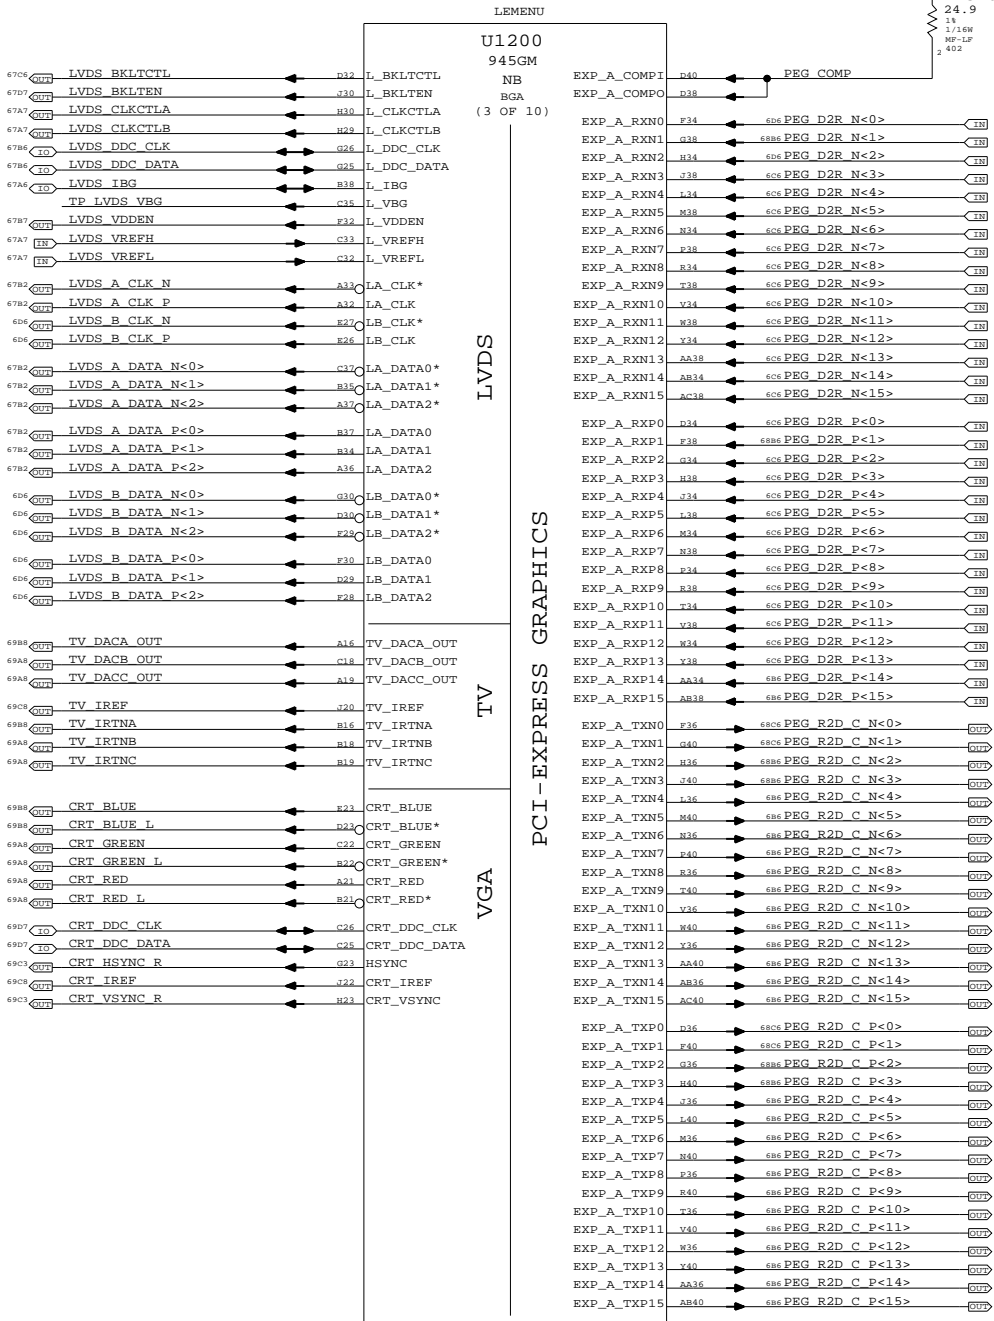 LEMENU
U1200
945GM
NB
BGA
(3 OF 10)
24.9
1%
1/16W
MF-LF
402
2
67C6 OUT LVDS_BKLTCTL D32 L_BKLTCTL
67D7 OUT LVDS_BKLTEN J30 L_BKLTEN
67A7 OUT LVDS_CLKCTLA H30 L_CLKCTLA
67A7 OUT LVDS_CLKCTLB H29 L_CLKCTLB
67B6 IO LVDS_DDC_CLK G26 L_DDC_CLK
67B6 IO LVDS_DDC_DATA G25 L_DDC_DATA
67A6 IO LVDS_IBG B38 L_IBG
TP_LVDS_VBG C35 L_VBG
67B7 OUT LVDS_VDDEN F32 L_VDDEN
67A7 IN LVDS_VREFH C33 L_VREFH
67A7 IN LVDS_VREFL C32 L_VREFL
67B2 OUT LVDS_A_CLK_N A33 LA_CLK*
67B2 OUT LVDS_A_CLK_P A32 LA_CLK
6D6 OUT LVDS_B_CLK_N E27 LB_CLK*
6D6 OUT LVDS_B_CLK_P E26 LB_CLK
67B2 OUT LVDS_A_DATA_N<0> C37 LA_DATA0*
67B2 OUT LVDS_A_DATA_N<1> B35 LA_DATA1*
67B2 OUT LVDS_A_DATA_N<2> A37 LA_DATA2*
67B2 OUT LVDS_A_DATA_P<0> B37 LA_DATA0
67B2 OUT LVDS_A_DATA_P<1> B34 LA_DATA1
67B2 OUT LVDS_A_DATA_P<2> A36 LA_DATA2
6D6 OUT LVDS_B_DATA_N<0> G30 LB_DATA0*
6D6 OUT LVDS_B_DATA_N<1> D30 LB_DATA1*
6D6 OUT LVDS_B_DATA_N<2> F29 LB_DATA2*
6D6 OUT LVDS_B_DATA_P<0> F30 LB_DATA0
6D6 OUT LVDS_B_DATA_P<1> D29 LB_DATA1
6D6 OUT LVDS_B_DATA_P<2> F28 LB_DATA2
LVDS
69B8 OUT TV_DACA_OUT A16 TV_DACA_OUT
69A8 OUT TV_DACB_OUT C18 TV_DACB_OUT
69A8 OUT TV_DACC_OUT A19 TV_DACC_OUT
69C8 OUT TV_IREF J20 TV_IREF
69B8 OUT TV_IRTNA B16 TV_IRTNA
69A8 OUT TV_IRTNB B18 TV_IRTNB
69A8 OUT TV_IRTNC B19 TV_IRTNC
TV
69B8 OUT CRT_BLUE E23 CRT_BLUE
69B8 OUT CRT_BLUE_L D23 CRT_BLUE*
69A8 OUT CRT_GREEN C22 CRT_GREEN
69A8 OUT CRT_GREEN_L B22 CRT_GREEN*
69A8 OUT CRT_RED A21 CRT_RED
69A8 OUT CRT_RED_L B21 CRT_RED*
69D7 IO CRT_DDC_CLK C26 CRT_DDC_CLK
69D7 IO CRT_DDC_DATA C25 CRT_DDC_DATA
69C3 OUT CRT_HSYNC_R G23 HSYNC
69C8 OUT CRT_IREF J22 CRT_IREF
69C3 OUT CRT_VSYNC_R H23 CRT_VSYNC
VGA
PCI-EXPRESS GRAPHICS
EXP_A_COMPI D40 PEG_COMP
EXP_A_COMPO D38
EXP_A_RXN0 F34 6D6 PEG_D2R_N<0> IN
EXP_A_RXN1 G38 68B6 PEG_D2R_N<1> IN
EXP_A_RXN2 H34 6D6 PEG_D2R_N<2> IN
EXP_A_RXN3 J38 6C6 PEG_D2R_N<3> IN
EXP_A_RXN4 L34 6C6 PEG_D2R_N<4> IN
EXP_A_RXN5 M38 6C6 PEG_D2R_N<5> IN
EXP_A_RXN6 N34 6C6 PEG_D2R_N<6> IN
EXP_A_RXN7 P38 6C6 PEG_D2R_N<7> IN
EXP_A_RXN8 R34 6C6 PEG_D2R_N<8> IN
EXP_A_RXN9 T38 6C6 PEG_D2R_N<9> IN
EXP_A_RXN10 V34 6C6 PEG_D2R_N<10> IN
EXP_A_RXN11 W38 6C6 PEG_D2R_N<11> IN
EXP_A_RXN12 Y34 6C6 PEG_D2R_N<12> IN
EXP_A_RXN13 AA38 6C6 PEG_D2R_N<13> IN
EXP_A_RXN14 AB34 6C6 PEG_D2R_N<14> IN
EXP_A_RXN15 AC38 6C6 PEG_D2R_N<15> IN
EXP_A_RXP0 D34 6C6 PEG_D2R_P<0> IN
EXP_A_RXP1 F38 68B6 PEG_D2R_P<1> IN
EXP_A_RXP2 G34 6C6 PEG_D2R_P<2> IN
EXP_A_RXP3 H38 6C6 PEG_D2R_P<3> IN
EXP_A_RXP4 J34 6C6 PEG_D2R_P<4> IN
EXP_A_RXP5 L38 6C6 PEG_D2R_P<5> IN
EXP_A_RXP6 M34 6C6 PEG_D2R_P<6> IN
EXP_A_RXP7 N38 6C6 PEG_D2R_P<7> IN
EXP_A_RXP8 P34 6C6 PEG_D2R_P<8> IN
EXP_A_RXP9 R38 6C6 PEG_D2R_P<9> IN
EXP_A_RXP10 T34 6C6 PEG_D2R_P<10> IN
EXP_A_RXP11 V38 6C6 PEG_D2R_P<11> IN
EXP_A_RXP12 W34 6C6 PEG_D2R_P<12> IN
EXP_A_RXP13 Y38 6C6 PEG_D2R_P<13> IN
EXP_A_RXP14 AA34 6B6 PEG_D2R_P<14> IN
EXP_A_RXP15 AB38 6B6 PEG_D2R_P<15> IN
EXP_A_TXN0 F36 68C6 PEG_R2D_C_N<0> OUT
EXP_A_TXN1 G40 68C6 PEG_R2D_C_N<1> OUT
EXP_A_TXN2 H36 68B6 PEG_R2D_C_N<2> OUT
EXP_A_TXN3 J40 68B6 PEG_R2D_C_N<3> OUT
EXP_A_TXN4 L36 6B6 PEG_R2D_C_N<4> OUT
EXP_A_TXN5 M40 6B6 PEG_R2D_C_N<5> OUT
EXP_A_TXN6 N36 6B6 PEG_R2D_C_N<6> OUT
EXP_A_TXN7 P40 6B6 PEG_R2D_C_N<7> OUT
EXP_A_TXN8 R36 6B6 PEG_R2D_C_N<8> OUT
EXP_A_TXN9 T40 6B6 PEG_R2D_C_N<9> OUT
EXP_A_TXN10 V36 6B6 PEG_R2D_C_N<10> OUT
EXP_A_TXN11 W40 6B6 PEG_R2D_C_N<11> OUT
EXP_A_TXN12 Y36 6B6 PEG_R2D_C_N<12> OUT
EXP_A_TXN13 AA40 6B6 PEG_R2D_C_N<13> OUT
EXP_A_TXN14 AB36 6B6 PEG_R2D_C_N<14> OUT
EXP_A_TXN15 AC40 6B6 PEG_R2D_C_N<15> OUT
EXP_A_TXP0 D36 68C6 PEG_R2D_C_P<0> OUT
EXP_A_TXP1 F40 68C6 PEG_R2D_C_P<1> OUT
EXP_A_TXP2 G36 68B6 PEG_R2D_C_P<2> OUT
EXP_A_TXP3 H40 68B6 PEG_R2D_C_P<3> OUT
EXP_A_TXP4 J36 6B6 PEG_R2D_C_P<4> OUT
EXP_A_TXP5 L40 6B6 PEG_R2D_C_P<5> OUT
EXP_A_TXP6 M36 6B6 PEG_R2D_C_P<6> OUT
EXP_A_TXP7 N40 6B6 PEG_R2D_C_P<7> OUT
EXP_A_TXP8 P36 6B6 PEG_R2D_C_P<8> OUT
EXP_A_TXP9 R40 6B6 PEG_R2D_C_P<9> OUT
EXP_A_TXP10 T36 6B6 PEG_R2D_C_P<10> OUT
EXP_A_TXP11 V40 6B6 PEG_R2D_C_P<11> OUT
EXP_A_TXP12 W36 6B6 PEG_R2D_C_P<12> OUT
EXP_A_TXP13 Y40 6B6 PEG_R2D_C_P<13> OUT
EXP_A_TXP14 AA36 6B6 PEG_R2D_C_P<14> OUT
EXP_A_TXP15 AB40 6B6 PEG_R2D_C_P<15> OUT